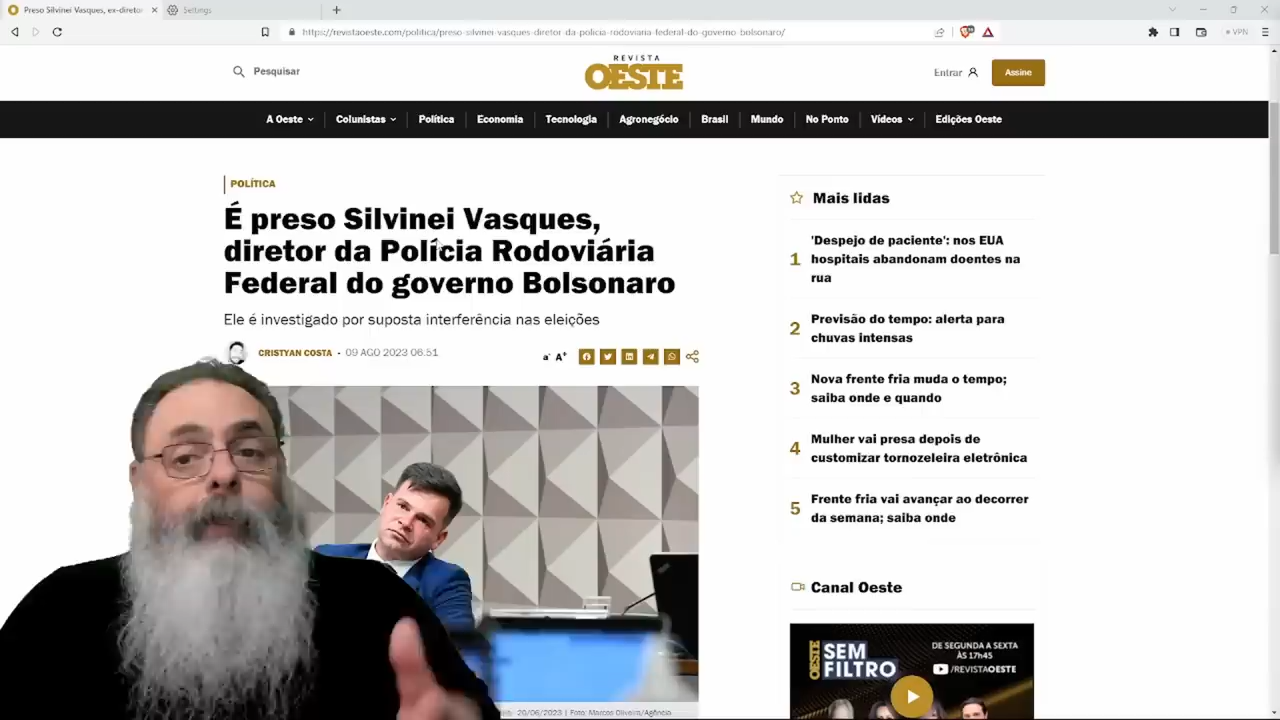 Preso Silvinei Vasques, ex-diretor
Settings
https://revistaoeste.com/politica/preso-silvinei-vasques-diretor-da-policia-rodoviaria-federal-do-governo-bolsonaro/
VPN
Pesquisar
REVISTA
OESTE
Entrar
Assine
A Oeste
Colunistas
Política
Economia
Tecnologia
Agronegócio
Brasil
Mundo
No Ponto
Vídeos
Edições Oeste
POLÍTICA
É preso Silvinei Vasques,
diretor da Polícia Rodoviária
Federal do governo Bolsonaro
Ele é investigado por suposta interferência nas eleições
CRISTYAN COSTA - 09 AGO 2023 06:51
a- A+
20/06/2023 | Foto: Marcos Oliveira/Agência
Mais lidas
1 'Despejo de paciente': nos EUA
hospitais abandonam doentes na
rua
2 Previsão do tempo: alerta para
chuvas intensas
3 Nova frente fria muda o tempo;
saiba onde e quando
4 Mulher vai presa depois de
customizar tornozeleira eletrônica
5 Frente fria vai avançar ao decorrer
da semana; saiba onde
Canal Oeste
OESTE
SEM
FILTRO
DE SEGUNDA A SEXTA
ÀS 17h45
/REVISTAOESTE